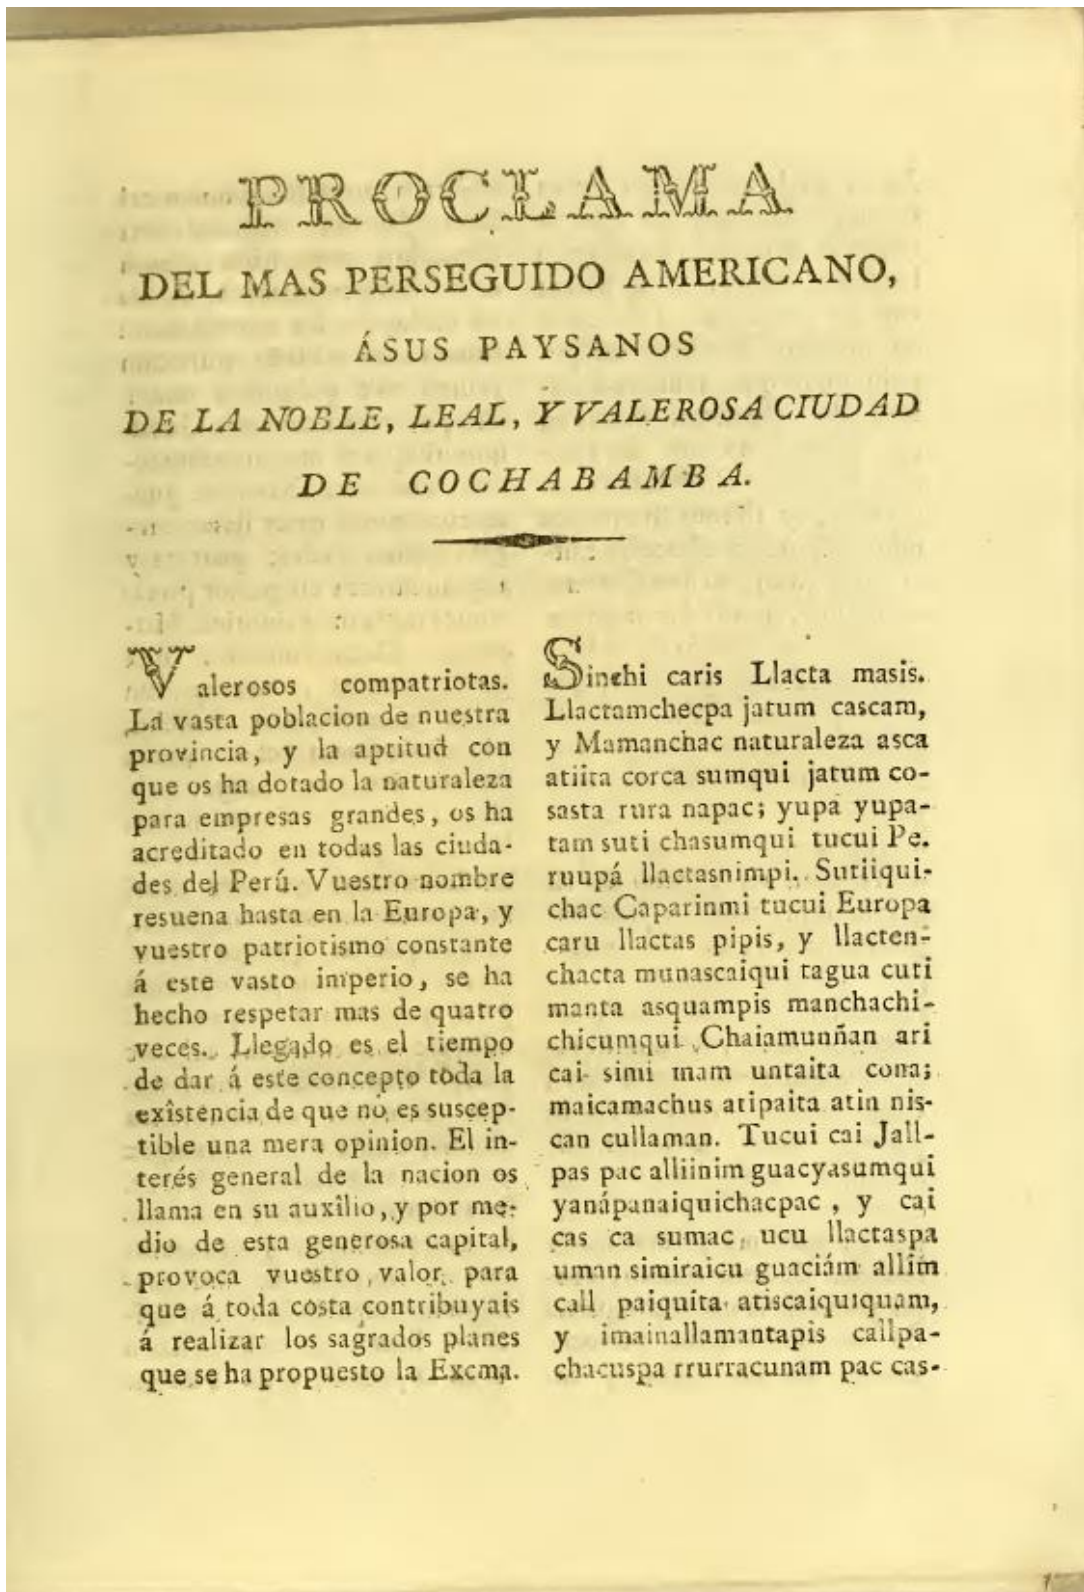 PROCLAMA
DEL MAS PERSEGUIDO AMERICANO,
ÁSUS PAYSANOS
DE LA NOBLE, LEAL, Y VALEROSA CIUDAD
DE COCHABAMBA.
Valerosos compatriotas.
La vasta poblacion de nuestra
provincia, y la aptitud con
que os ha dotado la naturaleza
para empresas grandes, os ha
acreditado en todas las ciuda-
des del Perú. Vuestro nombre
resuena hasta en la Europa, y
vuestro patriotismo constante
á este vasto imperio, se ha
hecho respetar mas de quatro
veces. Llegado es el tiempo
de dar á este concepto toda la
exîstencia de que no es suscep-
tible una mera opinion. El in-
terés general de la nacion os
llama en su auxîlio, y por me-
dio de esta generosa capital,
provoca vuestro valor para
que á toda costa contribuyais
á realizar los sagrados planes
que se ha propuesto la Excma.
Sinchi caris Llacta masis.
Llactamchecpa jatum cascam,
y Mamanchac naturaleza asca
atiita corca sumqui jatum co-
sasta rura napac; yupa yupa-
tam suti chasumqui tucui Pe.
ruupá llactasnimpi. Sutiiqui-
chac Caparinmi tucui Europa
caru llactas pipis, y llacten-
chacta munascaiqui tagua cuti
manta asquampis manchachi-
chicumqui. Chaiamunñan ari
cai simi mam untaita cona;
maicamachus atipaita atin nis-
can cullaman. Tucui cai Jall-
pas pac alliinim guacyasumqui
yanápanaiquichacpac, y cai
cas ca sumac ucu llactaspa
uman simiraicu guaciám allim
call paiquita atiscaiquiquam,
y imainallamantapis callpa-
chacuspa rrurracunam pac cas-